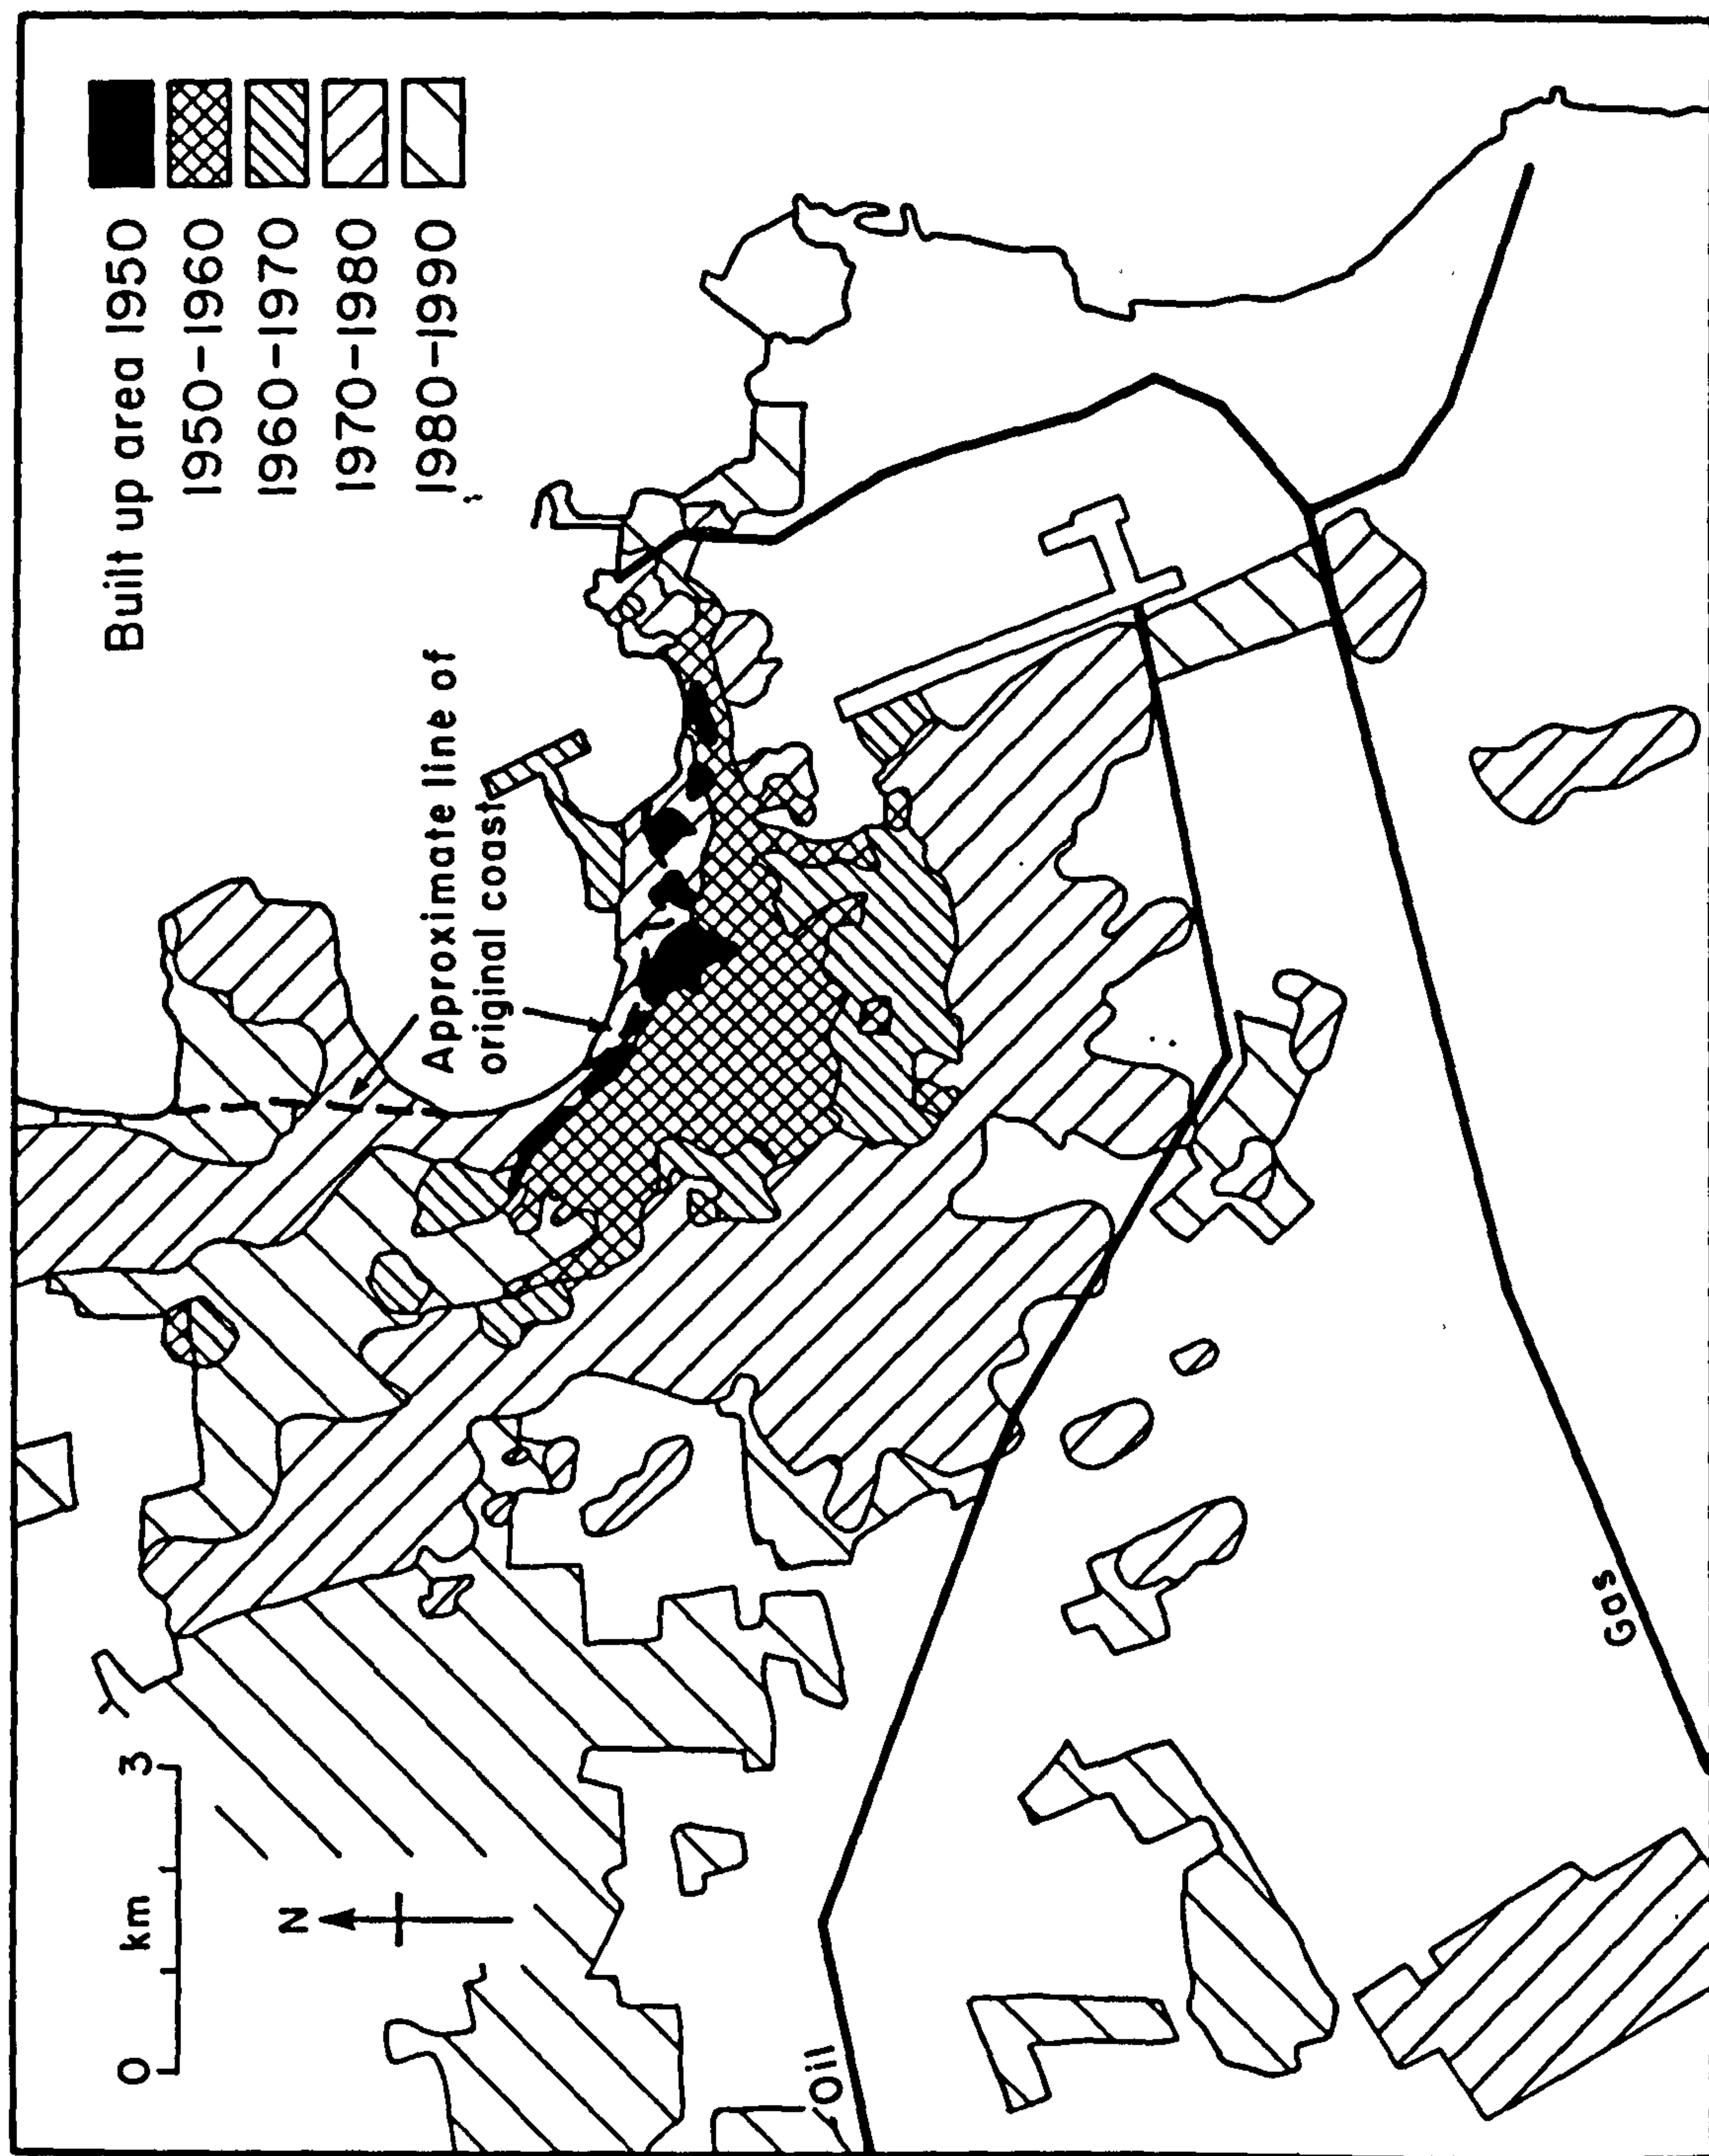 Built up area 1950
1950-1960
1960-1970
1970-1980
1980-1990
Approximate line of
original coast
0 km 3
N
Oil
Gas